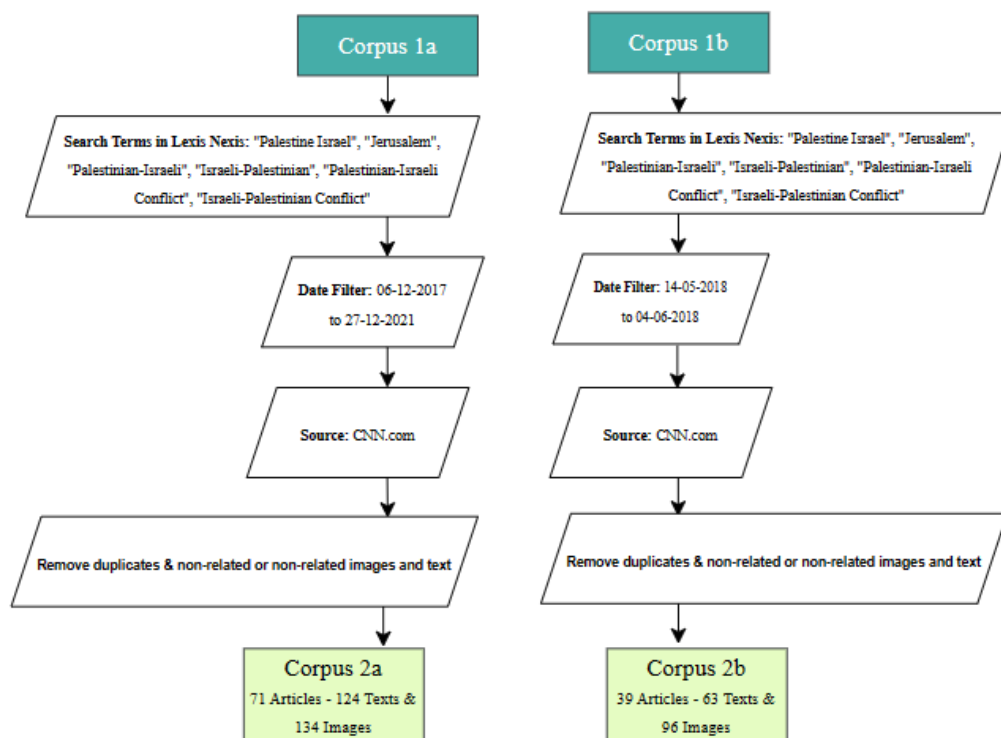 Corpus 1a
Search Terms in Lexis Nexis: "Palestine Israel", "Jerusalem",
"Palestinian-Israeli", "Israeli-Palestinian", "Palestinian-Israeli
Conflict", "Israeli-Palestinian Conflict"
Date Filter: 06-12-2017
to 27-12-2021
Source: CNN.com
Remove duplicates & non-related or non-related images and text
Corpus 2a
71 Articles - 124 Texts &
134 Images
Corpus 1b
Search Terms in Lexis Nexis: "Palestine Israel", "Jerusalem",
"Palestinian-Israeli", "Israeli-Palestinian", "Palestinian-Israeli
Conflict", "Israeli-Palestinian Conflict"
Date Filter: 14-05-2018
to 04-06-2018
Source: CNN.com
Remove duplicates & non-related or non-related images and text
Corpus 2b
39 Articles - 63 Texts &
96 Images